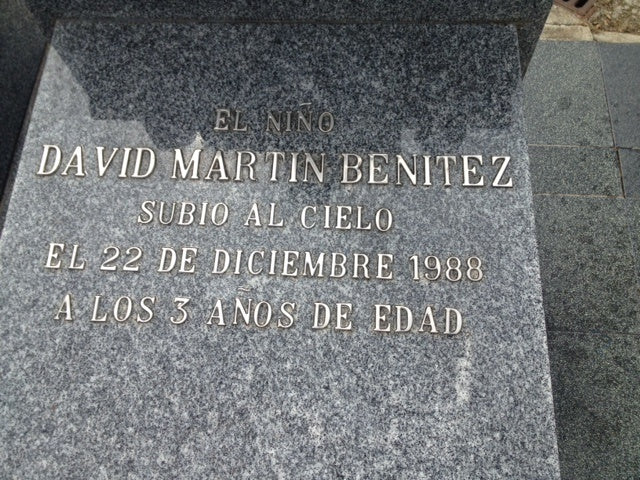 EL NIÑO
DAVID MARTIN BENITEZ
SUBIO AL CIELO
EL 22 DE DICIEMBRE 1988
A LOS 3 AÑOS DE EDAD